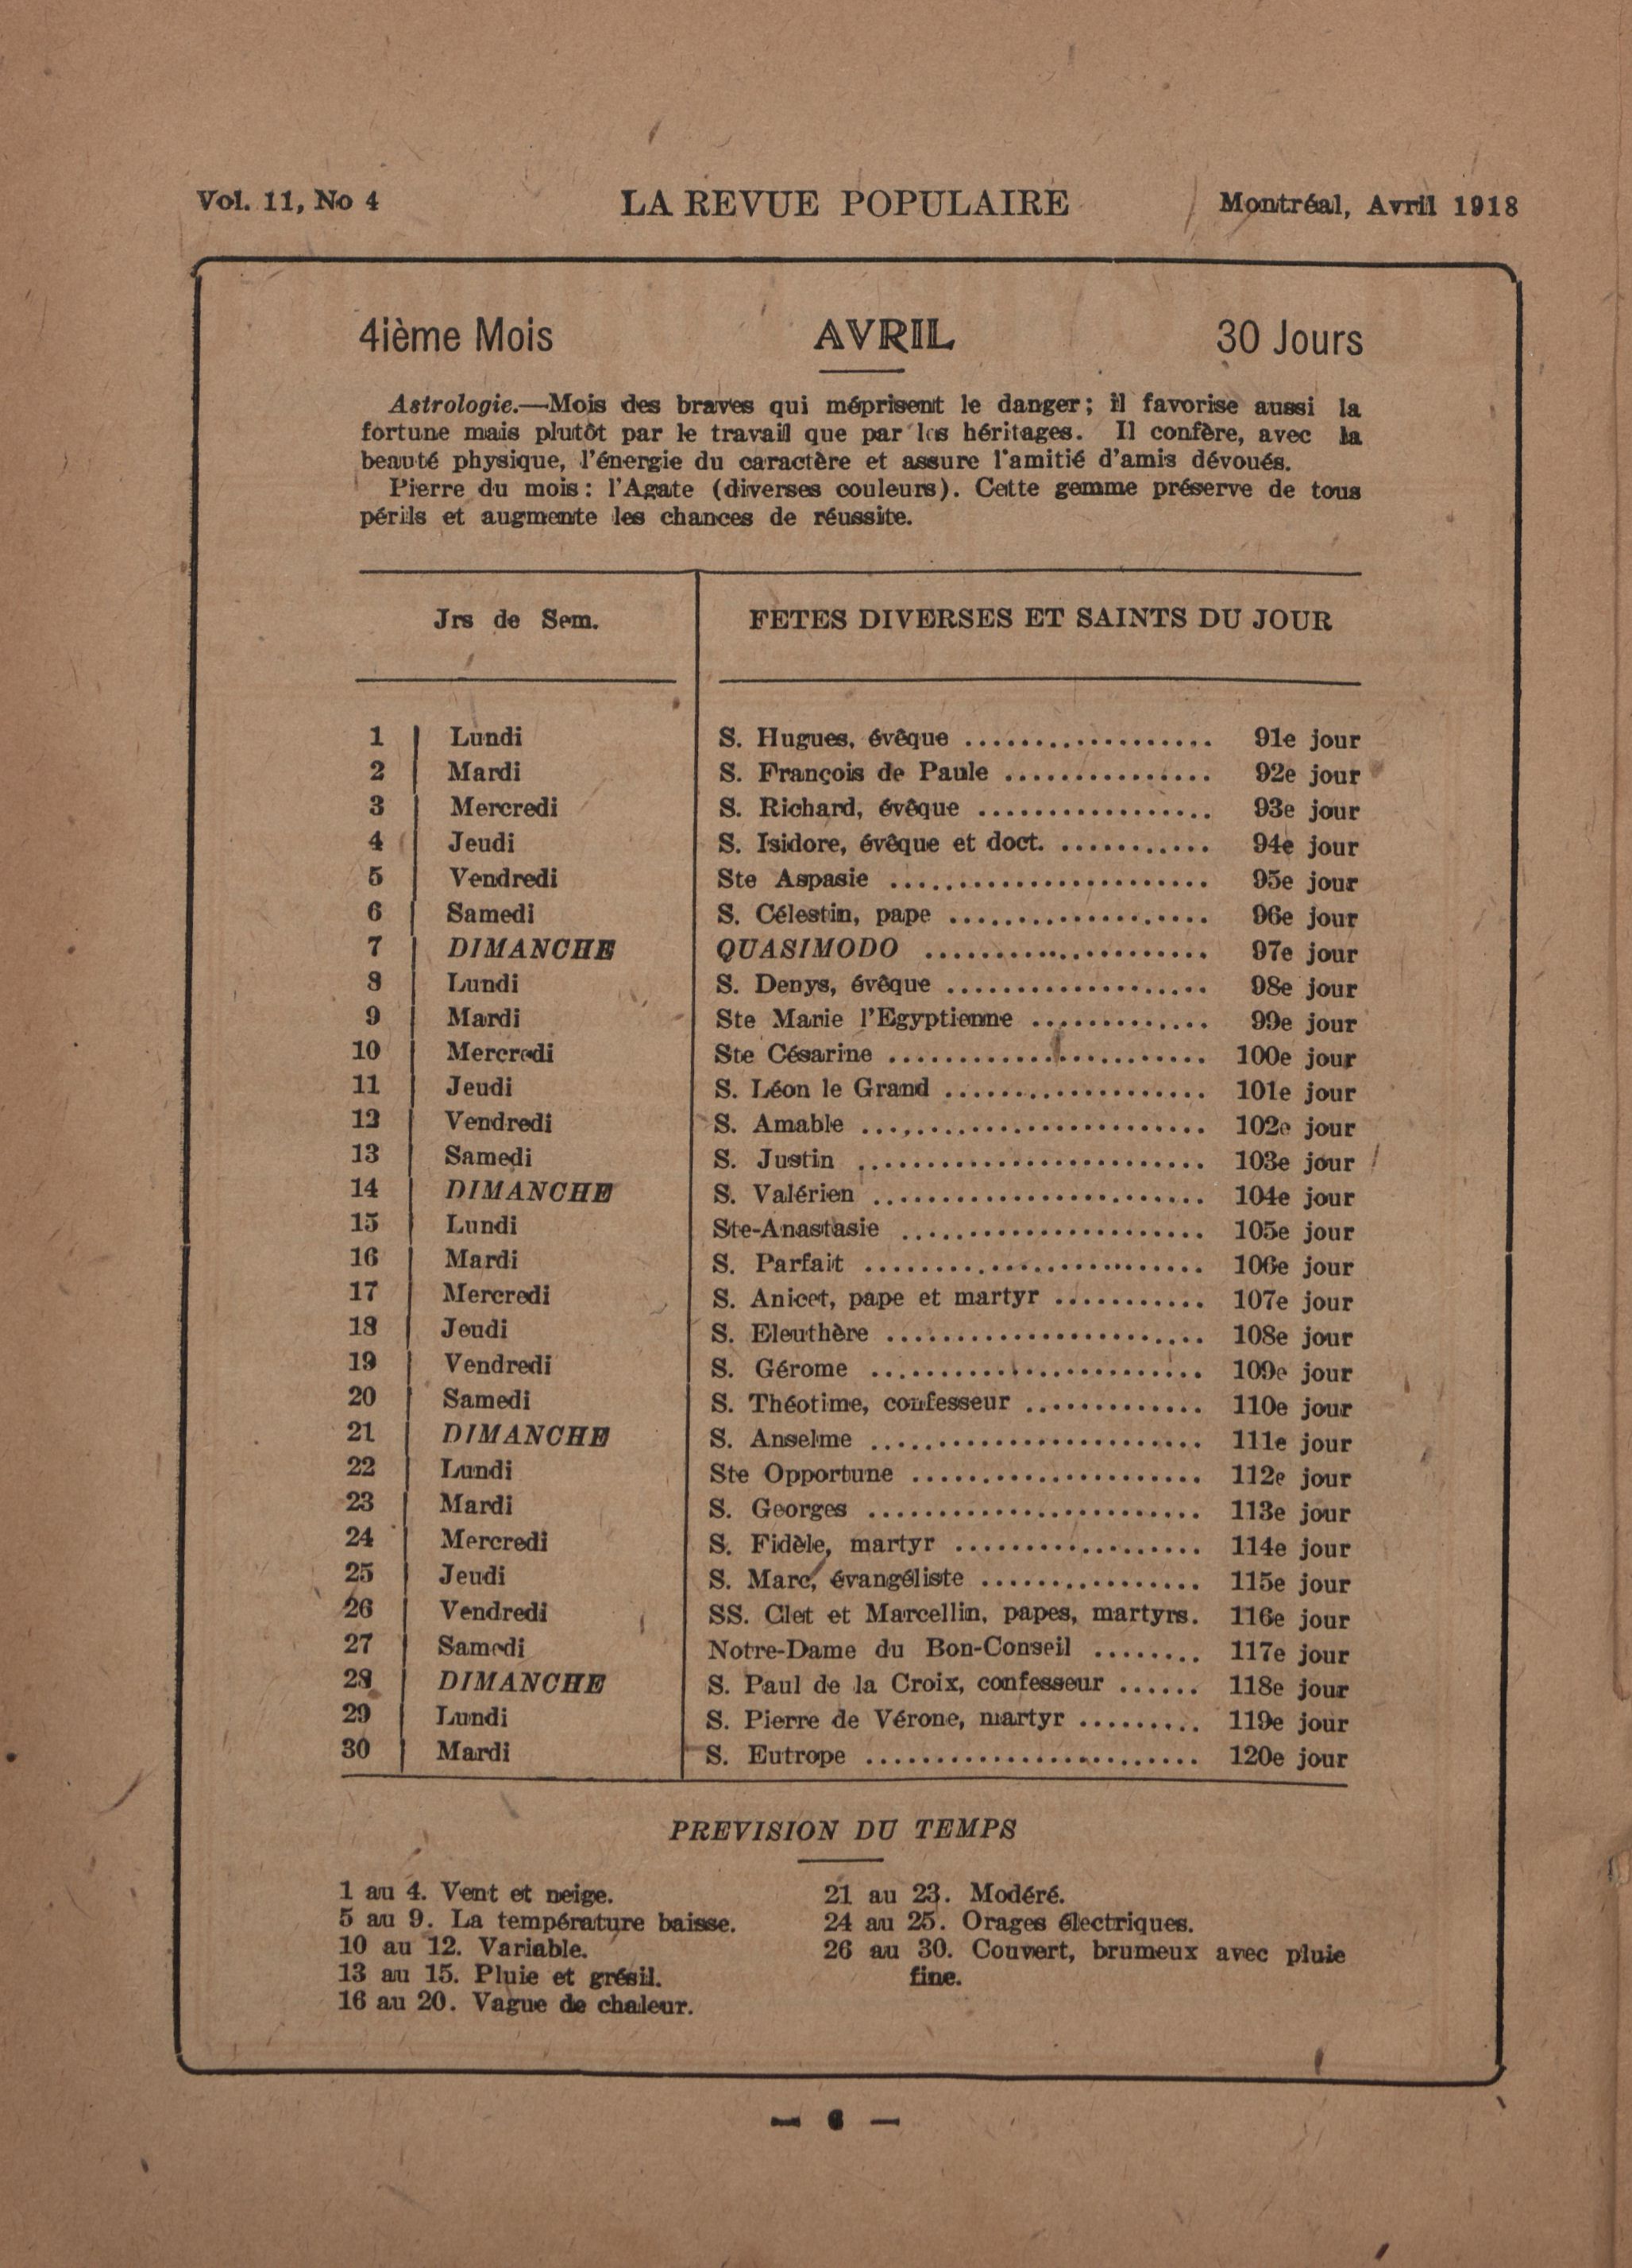 Vol. 11, No 4 LA REVUE POPULAIRE Montréal, Avril 1918
4ième Mois AVRIL 30 Jours
Astrologie.—Mois des braves qui méprisent le danger; il favorise aussi la
fortune mais plutôt par le travail que par les héritages. Il confère, avec la
beauté physique, l'énergie du caractère et assure l'amitié d'amis dévoués.
Pierre du mois: l'Agate (diverses couleurs). Cette gemme préserve de tous
périls et augmente les chances de réussite.
Jrs de Sem. FETES DIVERSES ET SAINTS DU JOUR
1 Lundi S. Hugues, évêque .................. 91e jour
2 Mardi S. François de Paule ............... 92e jour
3 Mercredi S. Richard, évêque ................. 93e jour
4 Jeudi S. Isidore, évêque et doct. ........... 94e jour
5 Vendredi Ste Aspasie ....................... 95e jour
6 Samedi S. Célestin, pape ................... 96e jour
7 DIMANCHE QUASIMODO ..................... 97e jour
8 Lundi S. Denys, évêque ................... 98e jour
9 Mardi Ste Marie l'Egyptienne ............. 99e jour
10 Mercredi Ste Césarine ....................... 100e jour
11 Jeudi S. Léon le Grand ................... 101e jour
12 Vendredi S. Amable ......................... 102e jour
13 Samedi S. Justin ......................... 103e jour
14 DIMANCHE S. Valérien ........................ 104e jour
15 Lundi Ste-Anastasie ...................... 105e jour
16 Mardi S. Parfait ......................... 106e jour
17 Mercredi S. Anicet, pape et martyr ........... 107e jour
18 Jeudi S. Eleuthère ....................... 108e jour
19 Vendredi S. Gérome ........................ 109e jour
20 Samedi S. Théotime, confesseur ............. 110e jour
21 DIMANCHE S. Anselme ........................ 111e jour
22 Lundi Ste Opportune ..................... 112e jour
23 Mardi S. Georges ........................ 113e jour
24 Mercredi S. Fidèle, martyr .................. 114e jour
25 Jeudi S. Marc, évangéliste ................ 115e jour
26 Vendredi SS. Clet et Marcellin, papes, martyrs. 116e jour
27 Samedi Notre-Dame du Bon-Conseil ........ 117e jour
28 DIMANCHE S. Paul de la Croix, confesseur ...... 118e jour
29 Lundi S. Pierre de Vérone, martyr ......... 119e jour
30 Mardi S. Eutrope ........................ 120e jour
PREVISION DU TEMPS
1 au 4. Vent et neige.
5 au 9. La température baisse.
10 au 12. Variable.
13 au 15. Pluie et grésil.
16 au 20. Vague de chaleur.
21 au 23. Modéré.
24 au 25. Orages électriques.
26 au 30. Couvert, brumeux avec pluie
fine.
— 6 —